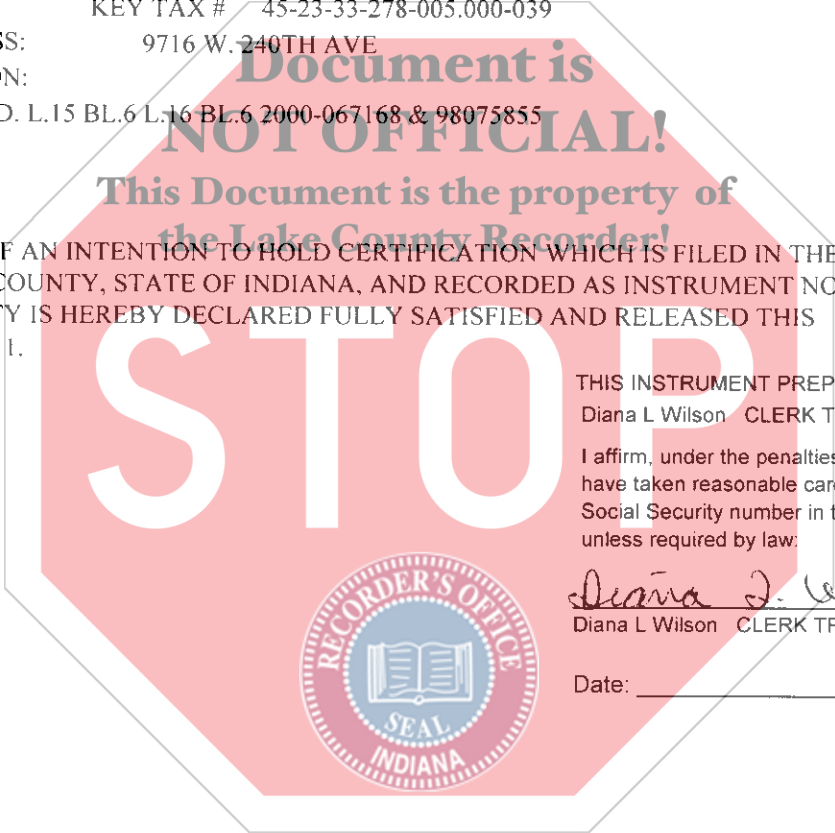 KEY TAX # 45-23-33-278-005.000-039
SS: 9716 W. 240TH AVE
ON:
D. L.15 BL.6 L.16 BL.6 2000-067168 & 98075855
Document is
NOT OFFICIAL!
This Document is the property of
the Lake County Recorder!
F AN INTENTION TO HOLD CERTIFICATION WHICH IS FILED IN THE
COUNTY, STATE OF INDIANA, AND RECORDED AS INSTRUMENT NO
TY IS HEREBY DECLARED FULLY SATISFIED AND RELEASED THIS
1.
STOP
THIS INSTRUMENT PREP
Diana L Wilson CLERK T
I affirm, under the penalties
have taken reasonable car
Social Security number in t
unless required by law:
Diana L. W
Diana L Wilson CLERK TR
Date:
RECORDER'S OFFICE
SEAL
INDIANA